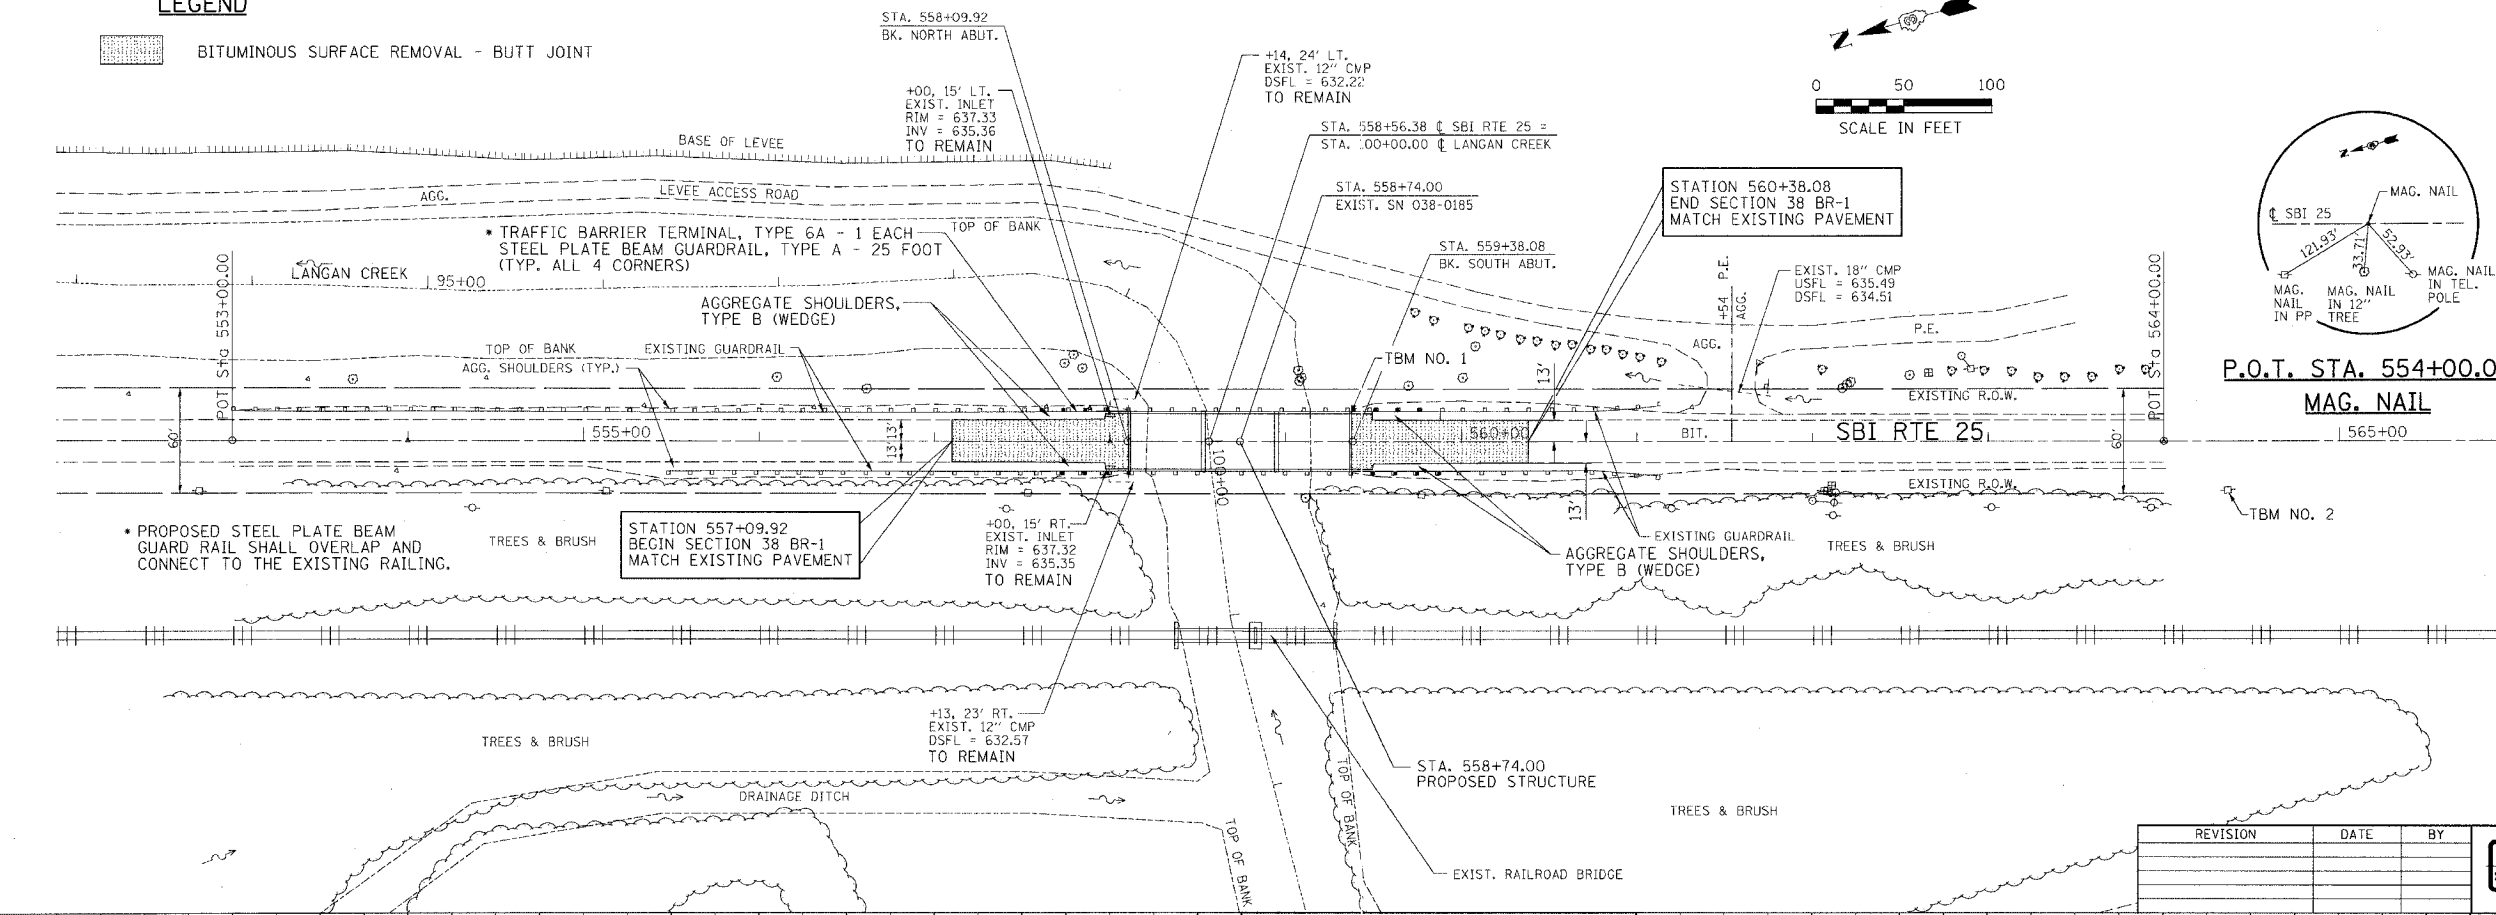 LEGEND
BITUMINOUS SURFACE REMOVAL - BUTT JOINT
STA. 558+09.92
BK. NORTH ABUT.
+00, 15' LT.
EXIST. INLET
RIM = 637.33
INV = 635.36
TO REMAIN
+14, 24' LT.
EXIST. 12" CMP
DSFL = 632.22
TO REMAIN
STA. 558+56.38 ℄ SBI RTE 25 =
STA. 100+00.00 ℄ LANGAN CREEK
STA. 558+74.00
EXIST. SN 038-0185
N
0 50 100
SCALE IN FEET
STATION 560+38.08
END SECTION 38 BR-1
MATCH EXISTING PAVEMENT
STA. 559+38.08
BK. SOUTH ABUT.
N
MAG. NAIL
℄ SBI 25
121.93'
33.71'
52.93'
MAG.
NAIL
IN PP
MAG. NAIL
IN 12"
TREE
MAG. NAIL
IN TEL.
POLE
P.O.T. STA. 554+00.0
MAG. NAIL
BASE OF LEVEE
AGG.
LEVEE ACCESS ROAD
TOP OF BANK
* TRAFFIC BARRIER TERMINAL, TYPE 6A - 1 EACH
STEEL PLATE BEAM GUARDRAIL, TYPE A - 25 FOOT
(TYP. ALL 4 CORNERS)
LANGAN CREEK
95+00
POT Sta 553+00.00
AGGREGATE SHOULDERS,
TYPE B (WEDGE)
TOP OF BANK
EXISTING GUARDRAIL
AGG. SHOULDERS (TYP.)
TBM NO. 1
+54 P.E.
AGG.
EXIST. 18" CMP
USFL = 635.49
DSFL = 634.51
AGG.
P.E.
POT Sta 564+00.00
13'
EXISTING R.O.W.
60'
555+00
13'
13'
100+00
560+00
BIT.
SBI RTE 25
60'
565+00
EXISTING R.O.W.
13'
TBM NO. 2
* PROPOSED STEEL PLATE BEAM
GUARD RAIL SHALL OVERLAP AND
CONNECT TO THE EXISTING RAILING.
TREES & BRUSH
STATION 557+09.92
BEGIN SECTION 38 BR-1
MATCH EXISTING PAVEMENT
+00, 15' RT.
EXIST. INLET
RIM = 637.32
INV = 635.35
TO REMAIN
EXISTING GUARDRAIL
AGGREGATE SHOULDERS,
TYPE B (WEDGE)
TREES & BRUSH
+13, 23' RT.
EXIST. 12" CMP
DSFL = 632.57
TO REMAIN
TREES & BRUSH
STA. 558+74.00
PROPOSED STRUCTURE
DRAINAGE DITCH
TREES & BRUSH
TOP OF BANK
TOP OF BANK
EXIST. RAILROAD BRIDGE
REVISION DATE BY